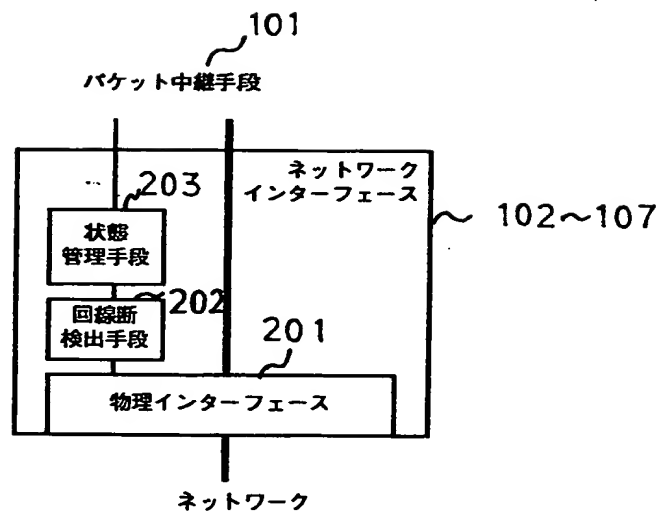 101
パケット中継手段
ネットワーク
インターフェース
203
102～107
状態
管理手段
202
回線断
検出手段
201
物理インターフェース
ネットワーク